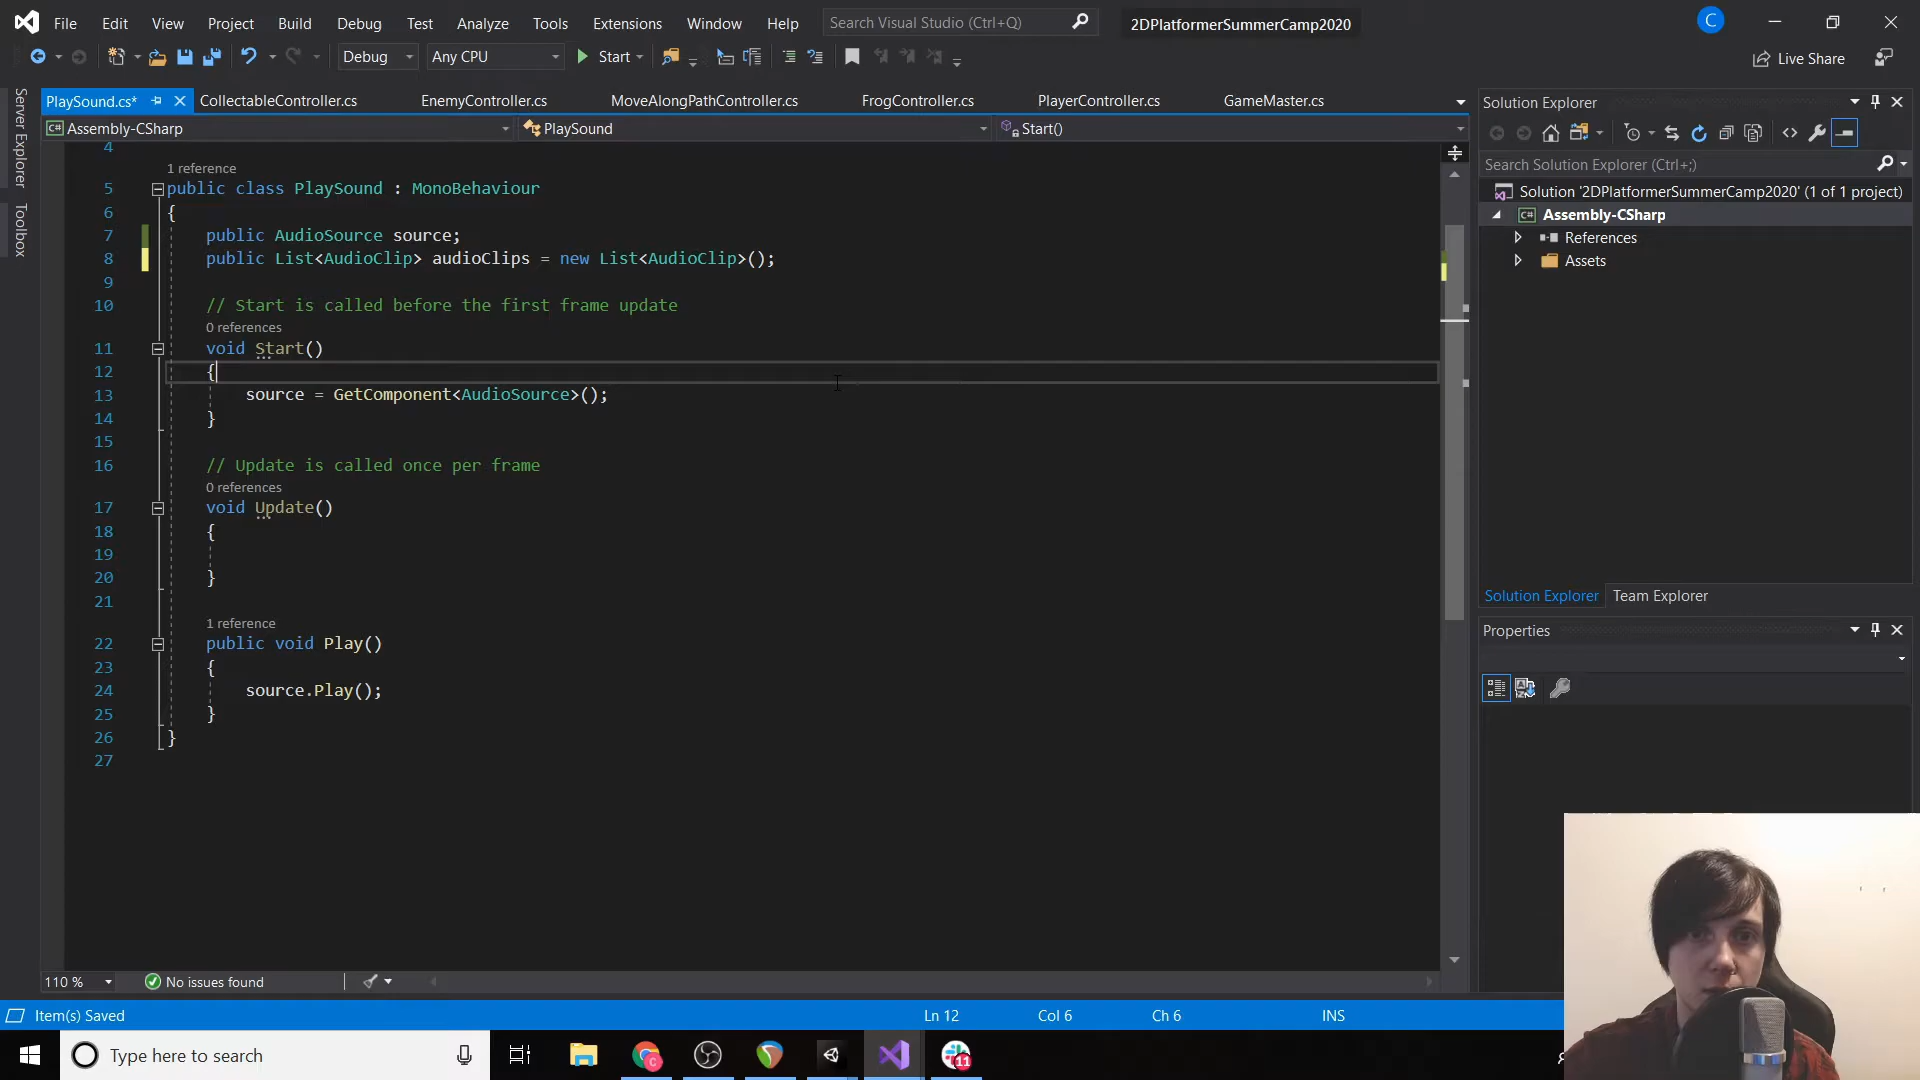 File Edit View Project Build Debug Test Analyze Tools Extensions Window Help Search Visual Studio (Ctrl+Q) 2DPlatformerSummerCamp2020 C
Debug Any CPU Start Live Share
Server Explorer
Toolbox
PlaySound.cs* CollectableController.cs EnemyController.cs MoveAlongPathController.cs FrogController.cs PlayerController.cs GameMaster.cs
C# Assembly-CSharp PlaySound Start()
4
1 reference
5 public class PlaySound : MonoBehaviour
6 {
7 public AudioSource source;
8 public List<AudioClip> audioClips = new List<AudioClip>();
9
10 // Start is called before the first frame update
0 references
11 void Start()
12 {
13 source = GetComponent<AudioSource>();
14 }
15
16 // Update is called once per frame
0 references
17 void Update()
18 {
19
20 }
21
1 reference
22 public void Play()
23 {
24 source.Play();
25 }
26 }
27
110 % No issues found
Solution Explorer
Search Solution Explorer (Ctrl+;)
Solution '2DPlatformerSummerCamp2020' (1 of 1 project)
C# Assembly-CSharp
References
Assets
Solution Explorer Team Explorer
Properties
Item(s) Saved Ln 12 Col 6 Ch 6 INS
Type here to search
11